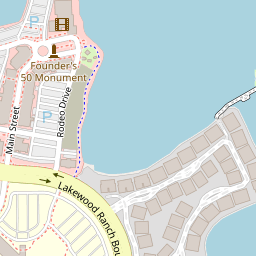 P
Founder's
50 Monument
P
Rodeo Drive
Main Street
P
Lakewood Ranch Bou